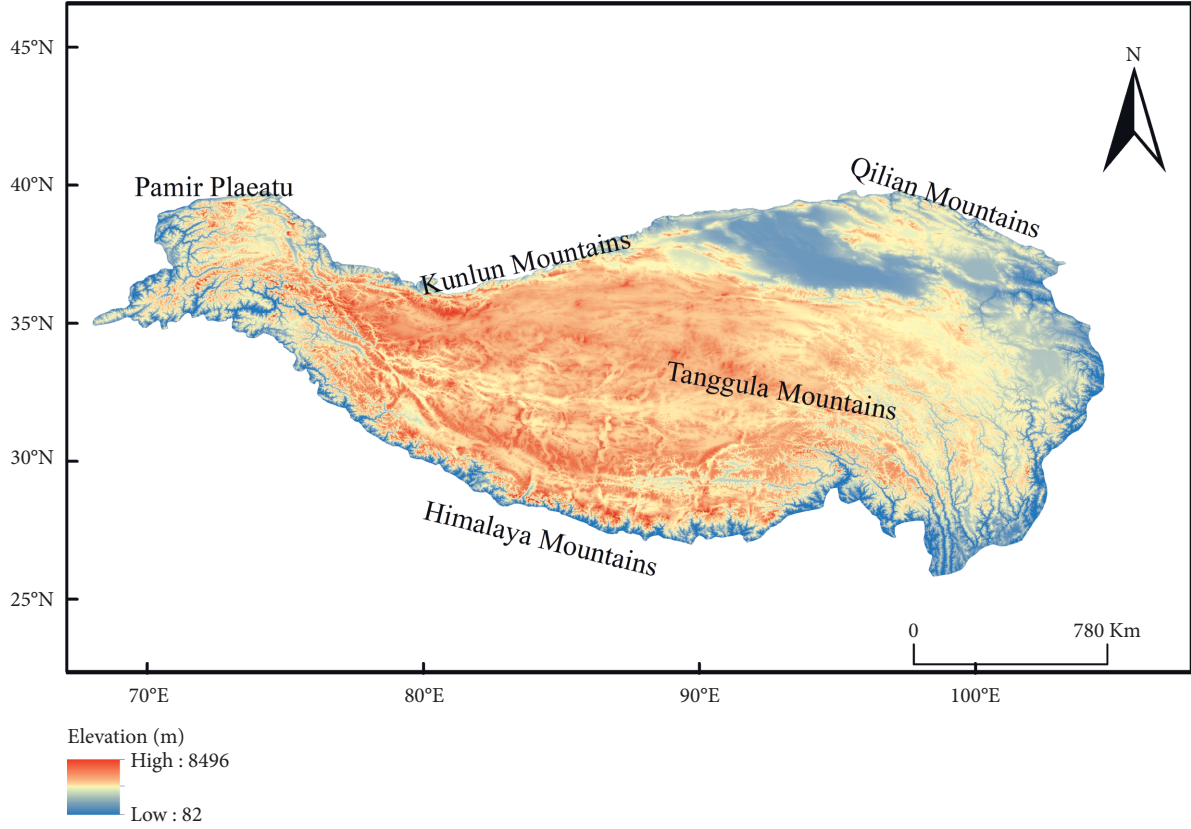 45°N
N
40°N
Pamir Plaeatu
Qilian Mountains
Kunlun Mountains
35°N
Tanggula Mountains
30°N
Himalaya Mountains
25°N
0 780 Km
70°E 80°E 90°E 100°E
Elevation (m)
High : 8496
Low : 82